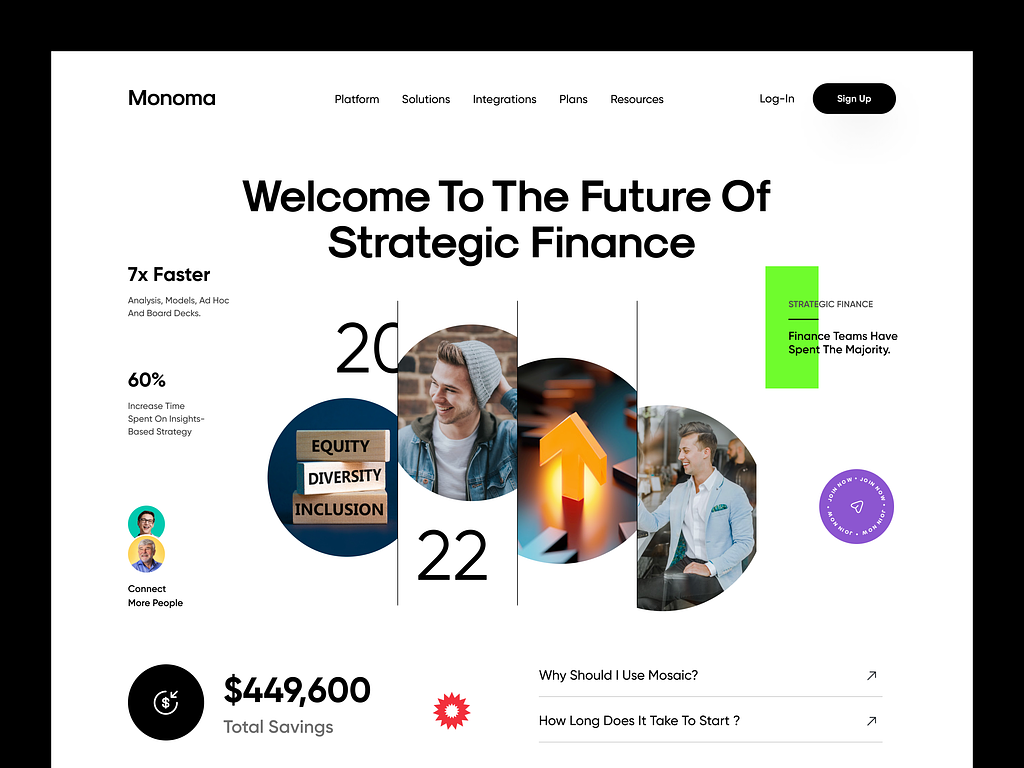 Monoma
Platform
Solutions
Integrations
Plans
Resources
Log-In
Sign Up
Welcome To The Future Of
Strategic Finance
7x Faster
Analysis, Models, Ad Hoc
And Board Decks.
60%
Increase Time
Spent On Insights-
Based Strategy
Connect
More People
20
EQUITY
DIVERSITY
INCLUSION
22
STRATEGIC FINANCE
Finance Teams Have
Spent The Majority.
JOIN NOW • JOIN NOW • JOIN NOW • JOIN NOW •
$
$449,600
Total Savings
Why Should I Use Mosaic?
How Long Does It Take To Start ?